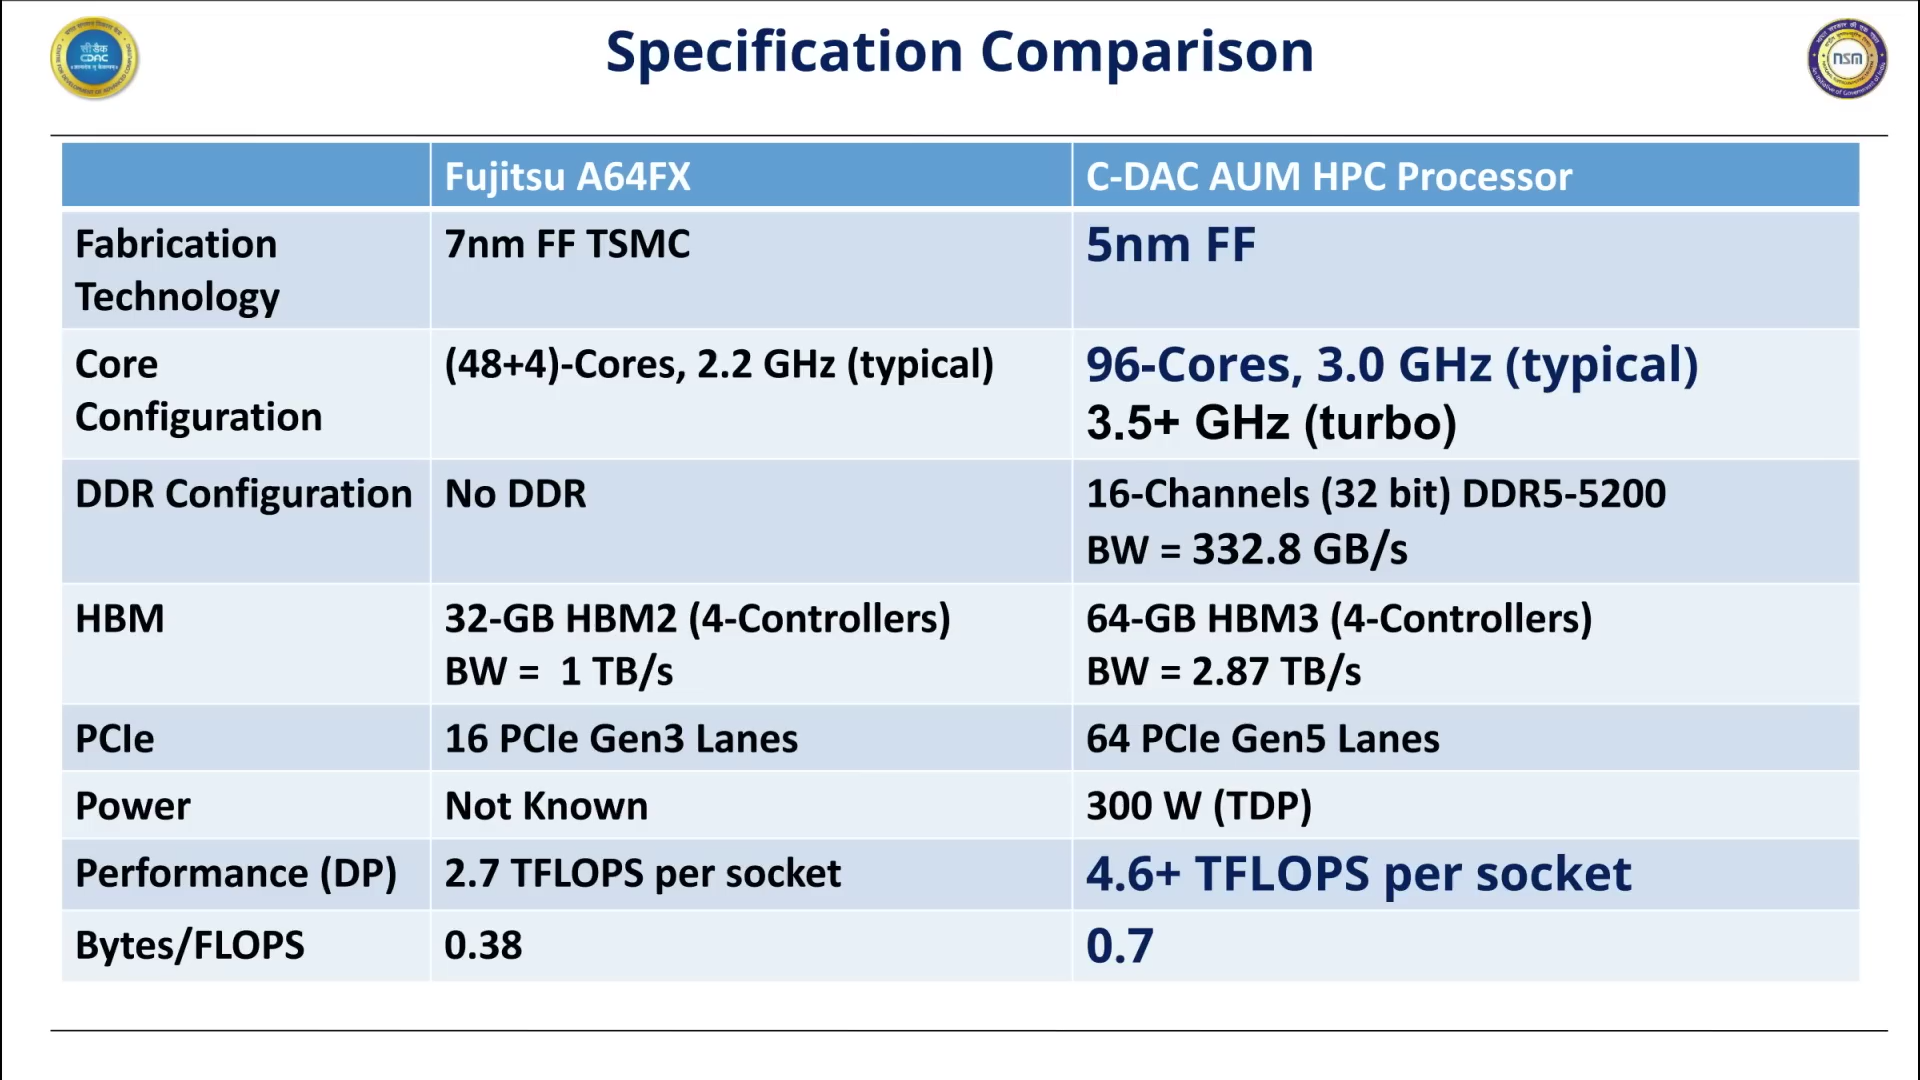 Specification Comparison
सी डैक
CDAC
nsm
Fujitsu A64FX
C-DAC AUM HPC Processor
Fabrication
Technology
7nm FF TSMC
5nm FF
Core
Configuration
(48+4)-Cores, 2.2 GHz (typical)
96-Cores, 3.0 GHz (typical)
3.5+ GHz (turbo)
DDR Configuration
No DDR
16-Channels (32 bit) DDR5-5200
BW = 332.8 GB/s
HBM
32-GB HBM2 (4-Controllers)
BW =  1 TB/s
64-GB HBM3 (4-Controllers)
BW = 2.87 TB/s
PCIe
16 PCIe Gen3 Lanes
64 PCIe Gen5 Lanes
Power
Not Known
300 W (TDP)
Performance (DP)
2.7 TFLOPS per socket
4.6+ TFLOPS per socket
Bytes/FLOPS
0.38
0.7